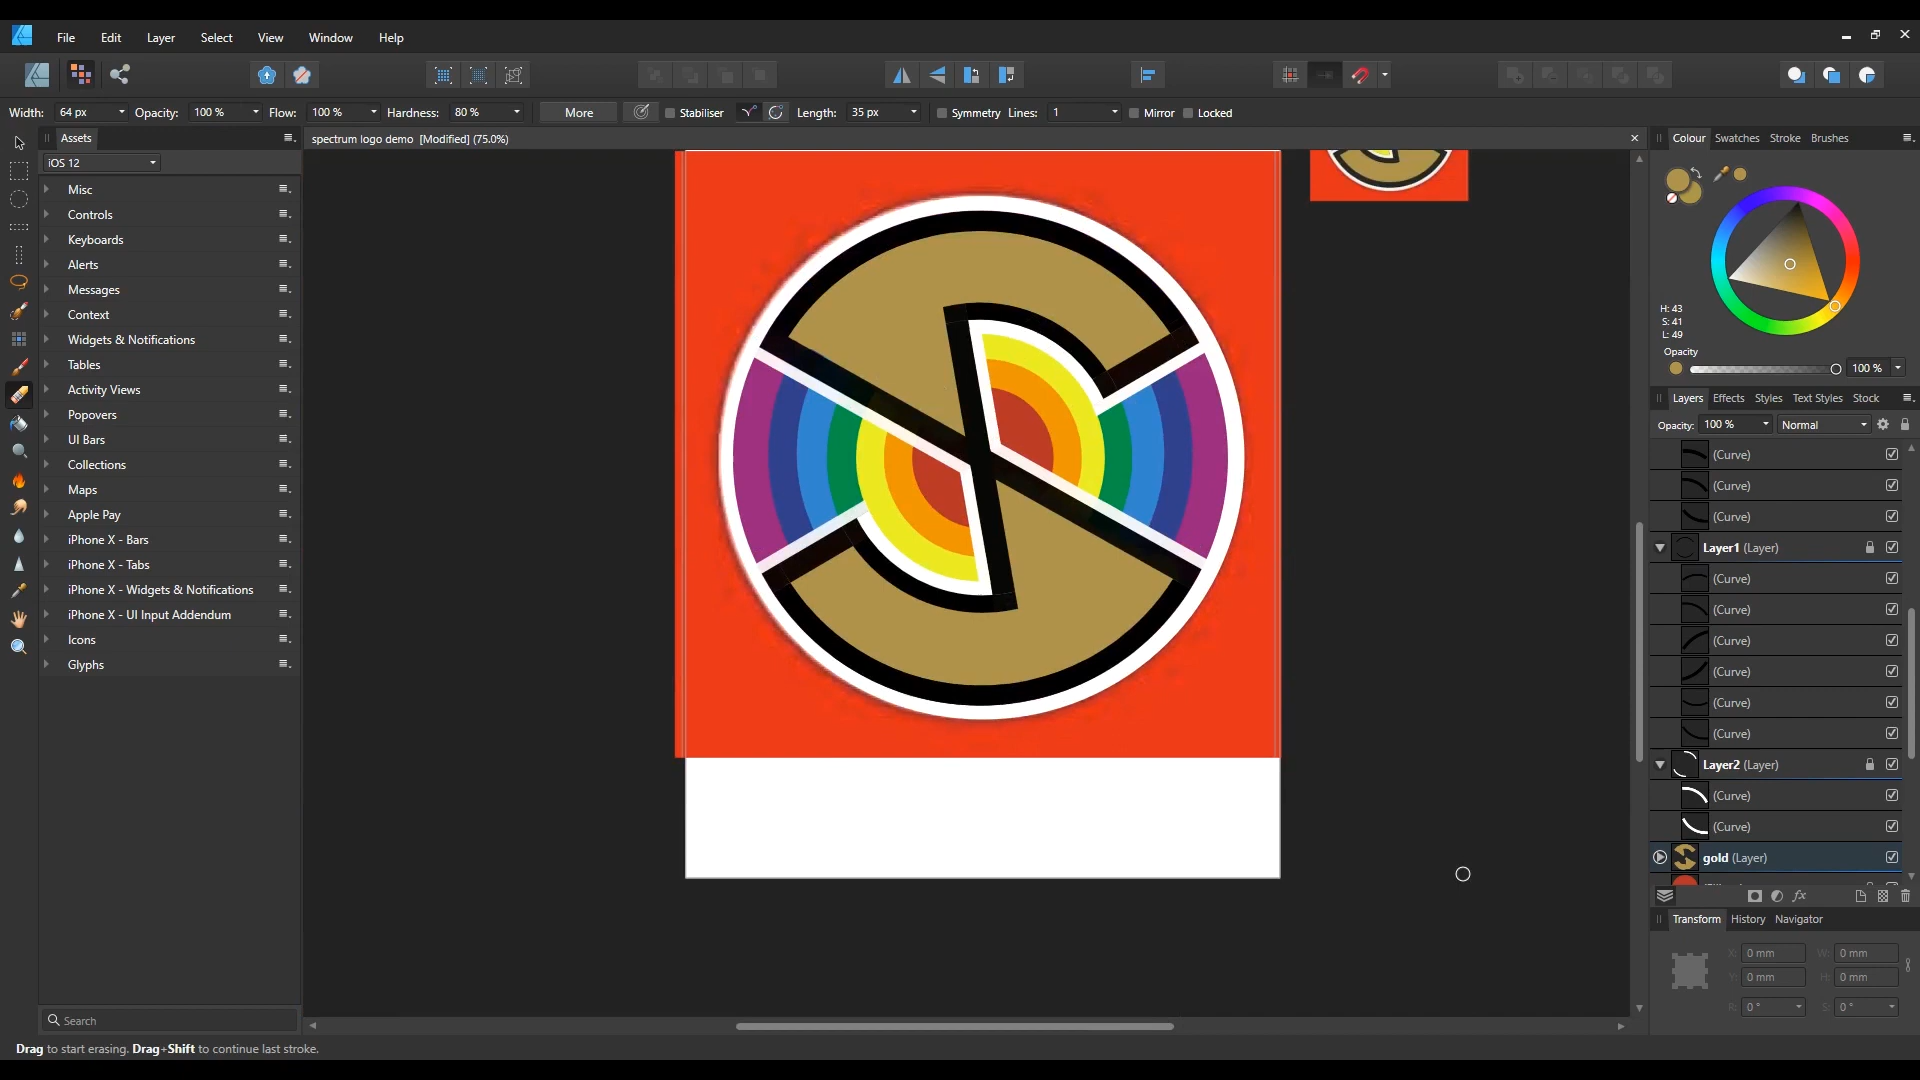 File Edit Layer Select View Window Help
Width: 64 px Opacity: 100 % Flow: 100 % Hardness: 80 % More Stabiliser Length: 35 px Symmetry Lines: 1 Mirror Locked
Assets
spectrum logo demo [Modified] (75.0%)
Colour Swatches Stroke Brushes
iOS 12
Misc
Controls
Keyboards
Alerts
Messages
Context
Widgets & Notifications
Tables
Activity Views
Popovers
UI Bars
Collections
Maps
Apple Pay
iPhone X - Bars
iPhone X - Tabs
iPhone X - Widgets & Notifications
iPhone X - UI Input Addendum
Icons
Glyphs
Search
H: 43
S: 41
L: 49
Opacity
100 %
Layers Effects Styles Text Styles Stock
Opacity: 100 % Normal
(Curve)
(Curve)
(Curve)
Layer1 (Layer)
(Curve)
(Curve)
(Curve)
(Curve)
(Curve)
(Curve)
Layer2 (Layer)
(Curve)
(Curve)
gold (Layer)
fx
Transform History Navigator
X: 0 mm W: 0 mm
Y: 0 mm H: 0 mm
R: 0 ° S: 0 °
Drag to start erasing. Drag+Shift to continue last stroke.